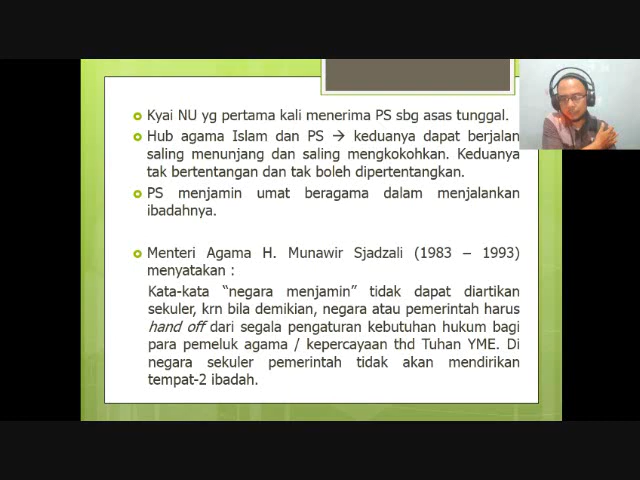 Kyai NU yg pertama kali menerima PS sbg asas tunggal.
Hub agama Islam dan PS → keduanya dapat berjalan
saling menunjang dan saling mengkokohkan. Keduanya
tak bertentangan dan tak boleh dipertentangkan.
PS menjamin umat beragama dalam menjalankan
ibadahnya.
Menteri Agama H. Munawir Sjadzali (1983 – 1993)
menyatakan :
Kata-kata “negara menjamin” tidak dapat diartikan
sekuler, krn bila demikian, negara atau pemerintah harus
hand off dari segala pengaturan kebutuhan hukum bagi
para pemeluk agama / kepercayaan thd Tuhan YME. Di
negara sekuler pemerintah tidak akan mendirikan
tempat-2 ibadah.